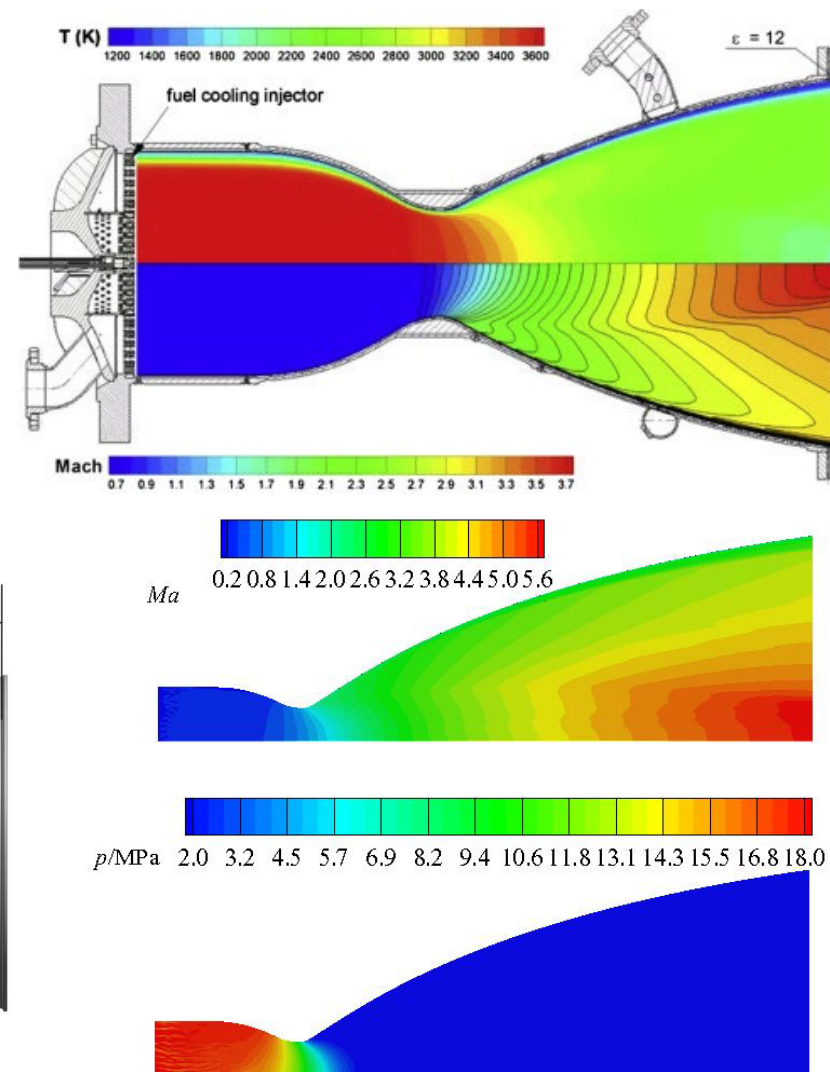 T (K)
1200 1400 1600 1800 2000 2200 2400 2600 2800 3000 3200 3400 3600
ε = 12
fuel cooling injector
Mach
0.7 0.9 1.1 1.3 1.5 1.7 1.9 2.1 2.3 2.5 2.7 2.9 3.1 3.3 3.5 3.7
0.2 0.8 1.4 2.0 2.6 3.2 3.8 4.4 5.0 5.6
Ma
p/MPa 2.0 3.2 4.5 5.7 6.9 8.2 9.4 10.6 11.8 13.1 14.3 15.5 16.8 18.0